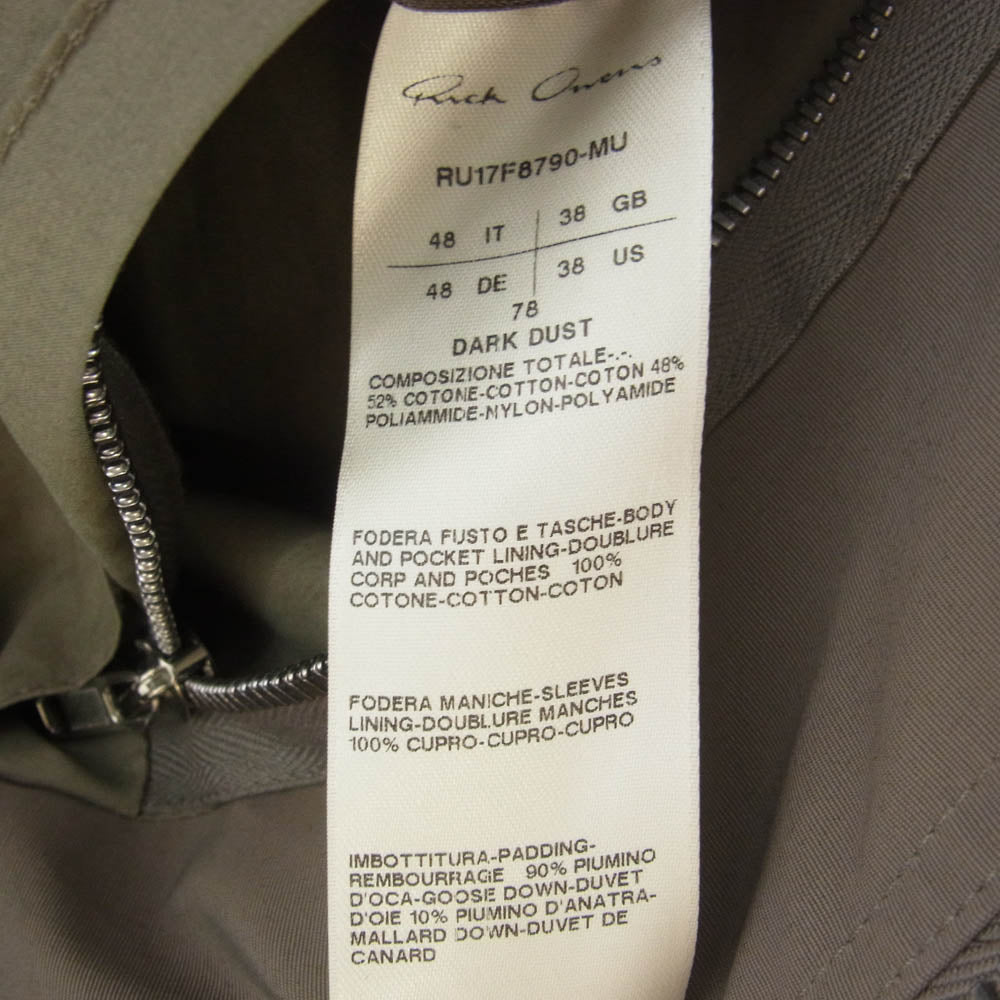 Rick Owens
RU17F8790-MU
48 IT 38 GB
48 DE 38 US
78
DARK DUST
COMPOSIZIONE TOTALE-.-.
52% COTONE-COTTON-COTON 48%
POLIAMMIDE-NYLON-POLYAMIDE
FODERA FUSTO E TASCHE-BODY
AND POCKET LINING-DOUBLURE
CORP AND POCHES 100%
COTONE-COTTON-COTON
FODERA MANICHE-SLEEVES
LINING-DOUBLURE MANCHES
100% CUPRO-CUPRO-CUPRO
IMBOTTITURA-PADDING-
REMBOURRAGE 90% PIUMINO
D'OCA-GOOSE DOWN-DUVET
D'OIE 10% PIUMINO D'ANATRA-
MALLARD DOWN-DUVET DE
CANARD